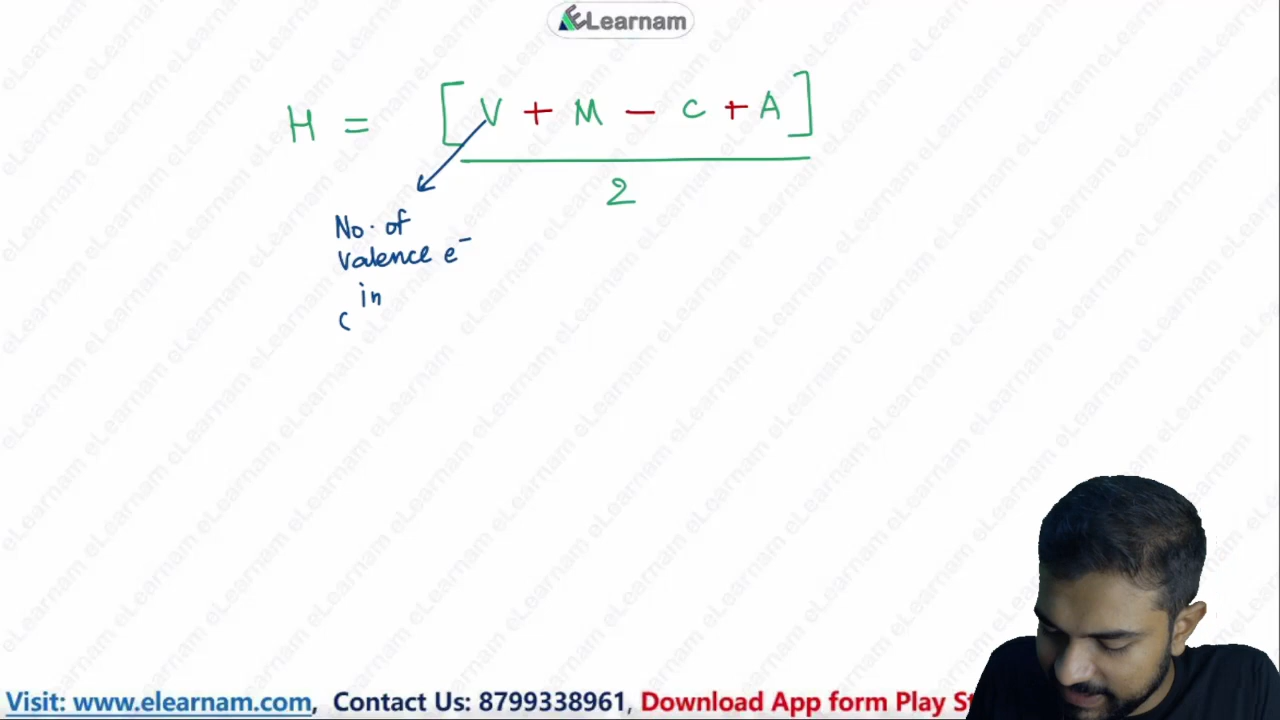 ELearnam
H = [V + M - C + A]
2
No. of
Valence e⁻
in
C
Visit: www.elearnam.com, Contact Us: 8799338961, Download App form Play St